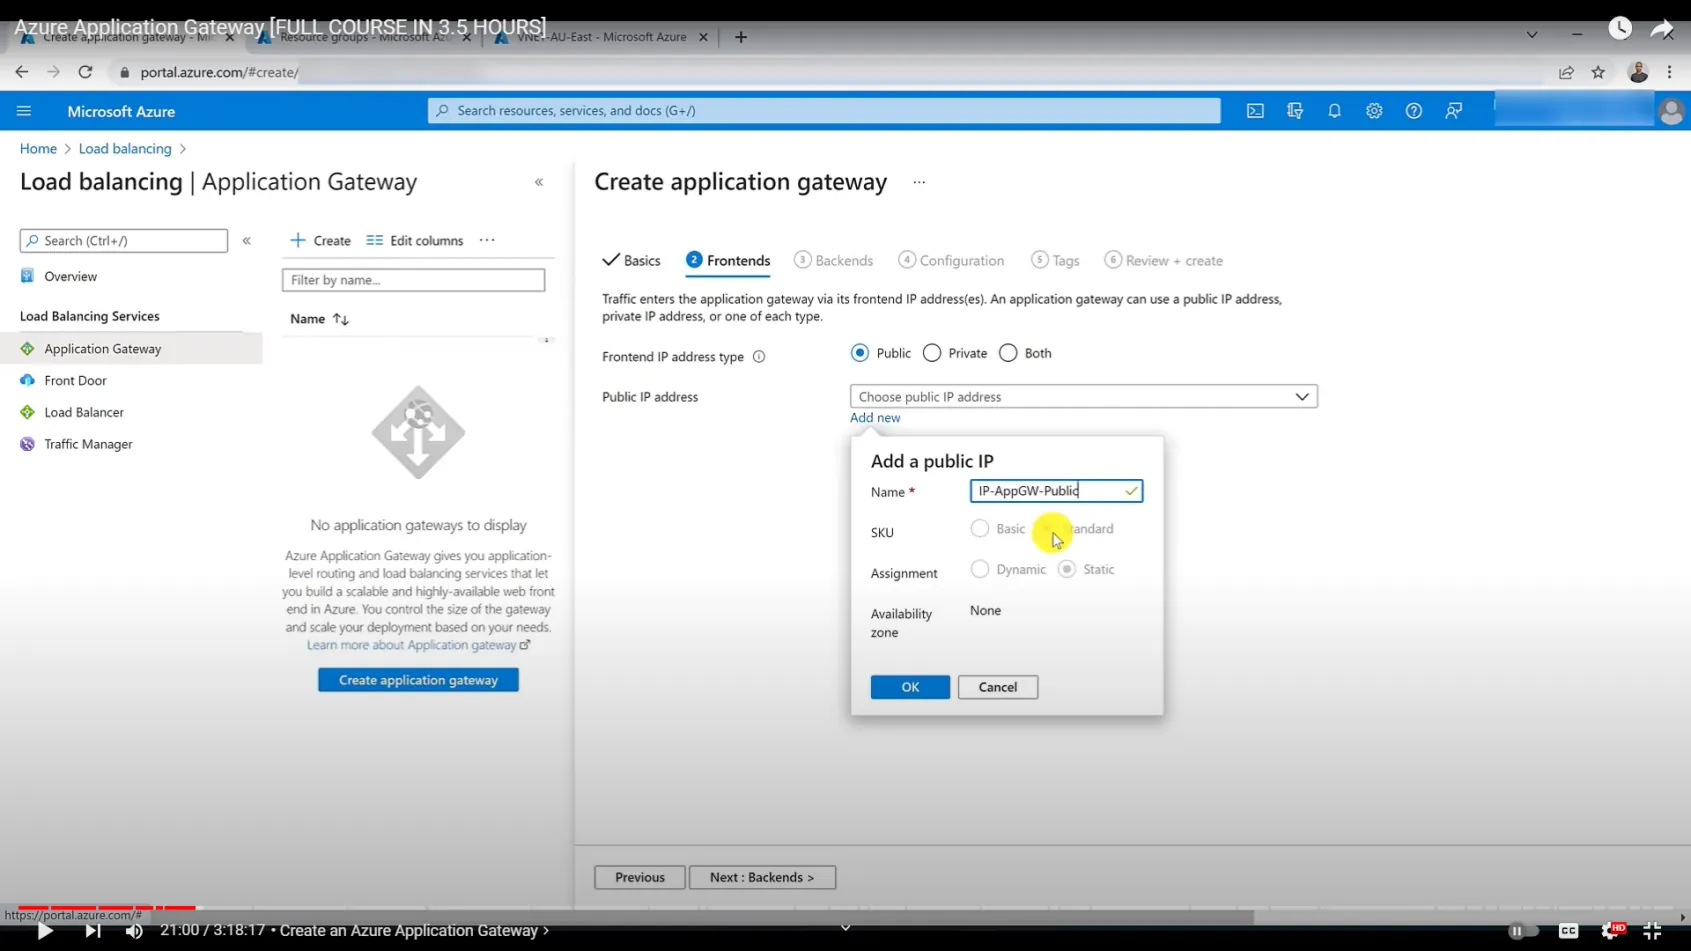 Azure Application Gateway [FULL COURSE IN 3.5 HOURS]
Create application gateway - Mi
Resource groups - Microsoft Azu
VNET-AU-East - Microsoft Azure
portal.azure.com/#create/
Microsoft Azure
Search resources, services, and docs (G+/)
Home > Load balancing >
Load balancing | Application Gateway
Search (Ctrl+/)
Overview
Load Balancing Services
Application Gateway
Front Door
Load Balancer
Traffic Manager
Create
Edit columns
Filter by name...
Name
No application gateways to display
Azure Application Gateway gives you application-
level routing and load balancing services that let
you build a scalable and highly-available web front
end in Azure. You control the size of the gateway
and scale your deployment based on your needs.
Learn more about Application gateway
Create application gateway
Create application gateway ...
Basics
2 Frontends
3 Backends
4 Configuration
5 Tags
6 Review + create
Traffic enters the application gateway via its frontend IP address(es). An application gateway can use a public IP address,
private IP address, or one of each type.
Frontend IP address type
Public Private Both
Public IP address
Choose public IP address
Add new
Add a public IP
Name *
IP-AppGW-Public
SKU
Basic
andard
Assignment
Dynamic
Static
Availability
zone
None
OK
Cancel
Previous
Next : Backends >
https://portal.azure.com/#
21:00 / 3:18:17 • Create an Azure Application Gateway >
CC
HD